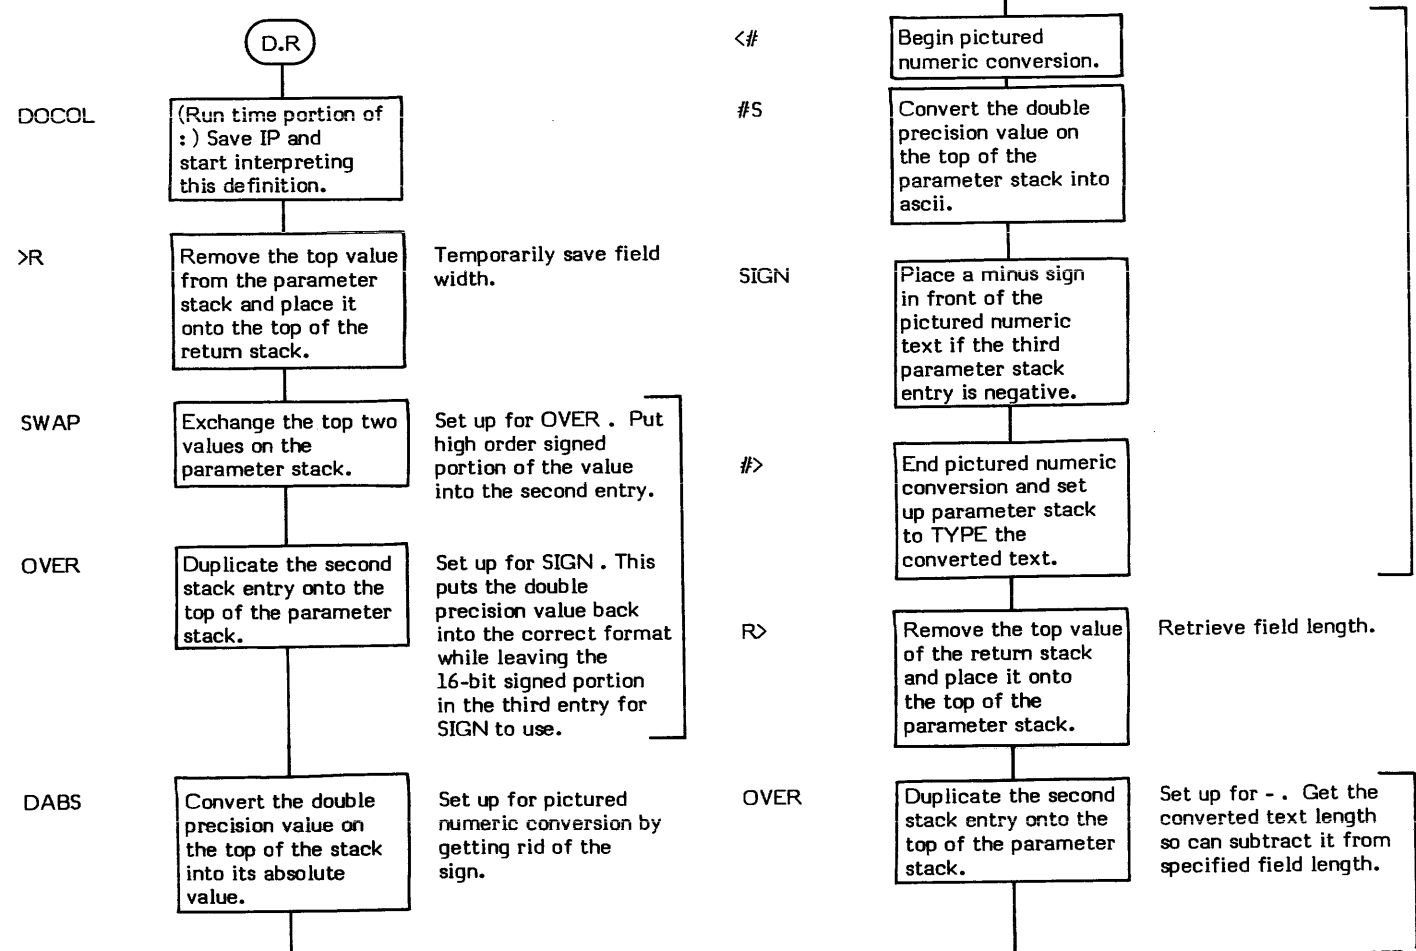 D.R
DOCOL
(Run time portion of
: ) Save IP and
start interpreting
this definition.
>R
Remove the top value
from the parameter
stack and place it
onto the top of the
return stack.
Temporarily save field
width.
SWAP
Exchange the top two
values on the
parameter stack.
Set up for OVER . Put
high order signed
portion of the value
into the second entry.
OVER
Duplicate the second
stack entry onto the
top of the parameter
stack.
Set up for SIGN . This
puts the double
precision value back
into the correct format
while leaving the
16-bit signed portion
in the third entry for
SIGN to use.
DABS
Convert the double
precision value on
the top of the stack
into its absolute
value.
Set up for pictured
numeric conversion by
getting rid of the
sign.
<#
Begin pictured
numeric conversion.
#S
Convert the double
precision value on
the top of the
parameter stack into
ascii.
SIGN
Place a minus sign
in front of the
pictured numeric
text if the third
parameter stack
entry is negative.
#>
End pictured numeric
conversion and set
up parameter stack
to TYPE the
converted text.
R>
Remove the top value
of the return stack
and place it onto
the top of the
parameter stack.
Retrieve field length.
OVER
Duplicate the second
stack entry onto the
top of the parameter
stack.
Set up for - . Get the
converted text length
so can subtract it from
specified field length.